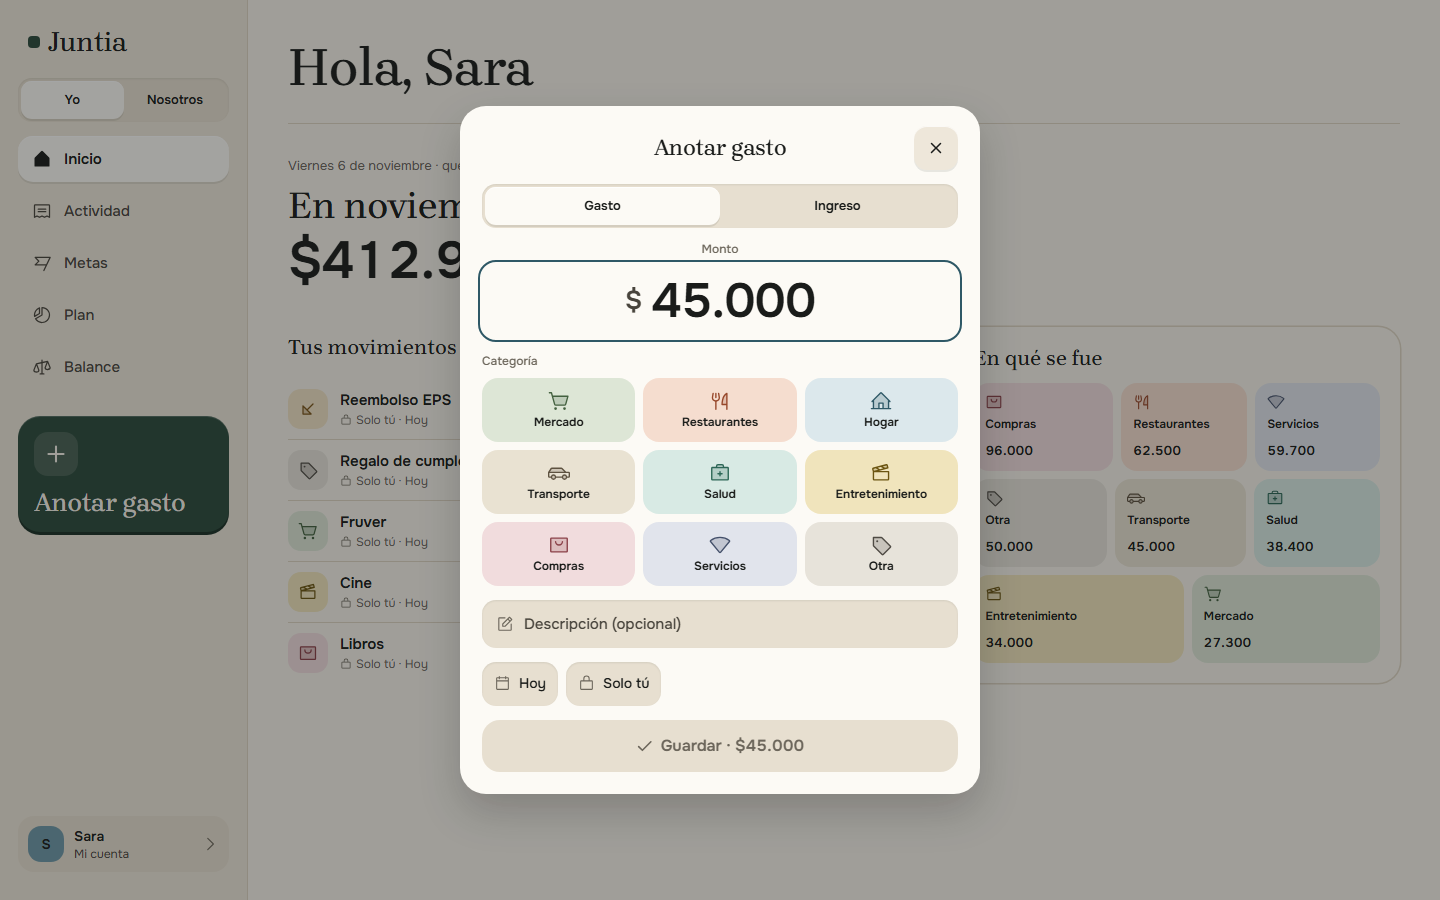 Juntia
Yo
Nosotros
Inicio
Actividad
Metas
Plan
Balance
Anotar gasto
S
Sara
Mi cuenta
Hola, Sara
Viernes 6 de noviembre ·
En
$412.9
Tus movimientos
Reembolso EPS
Solo tú · Hoy
Regalo de
Solo tú · Hoy
Fruver
Solo tú · Hoy
Cine
Solo tú · Hoy
Libros
Solo tú · Hoy
Anotar gasto
Gasto
Ingreso
Monto
$ 45.000
Categoría
Mercado
Restaurantes
Hogar
Transporte
Salud
Entretenimiento
Compras
Servicios
Otra
Descripción (opcional)
Hoy
Solo tú
Guardar · $45.000
En qué se fue
Compras
96.000
Restaurantes
62.500
Servicios
59.700
Otra
50.000
Transporte
45.000
Salud
38.400
Entretenimiento
34.000
Mercado
27.300